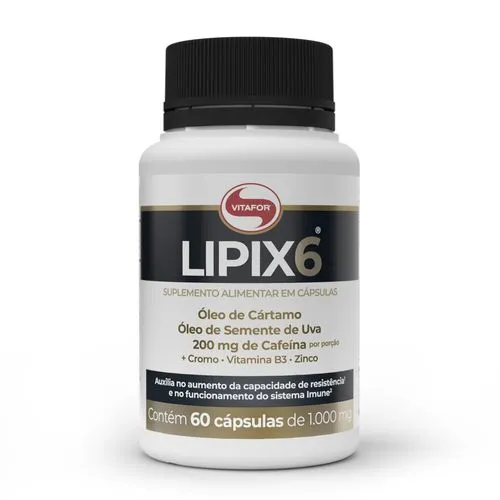 VITAFOR®
LIPIX6®
SUPLEMENTO ALIMENTAR EM CÁPSULAS
Óleo de Cártamo
Óleo de Semente de Uva
200 mg de Cafeína por porção
+ Cromo • Vitamina B3 • Zinco
Auxilia no aumento da capacidade de resistência¹
e no funcionamento do sistema Imune²
Contém 60 cápsulas de 1.000 mg